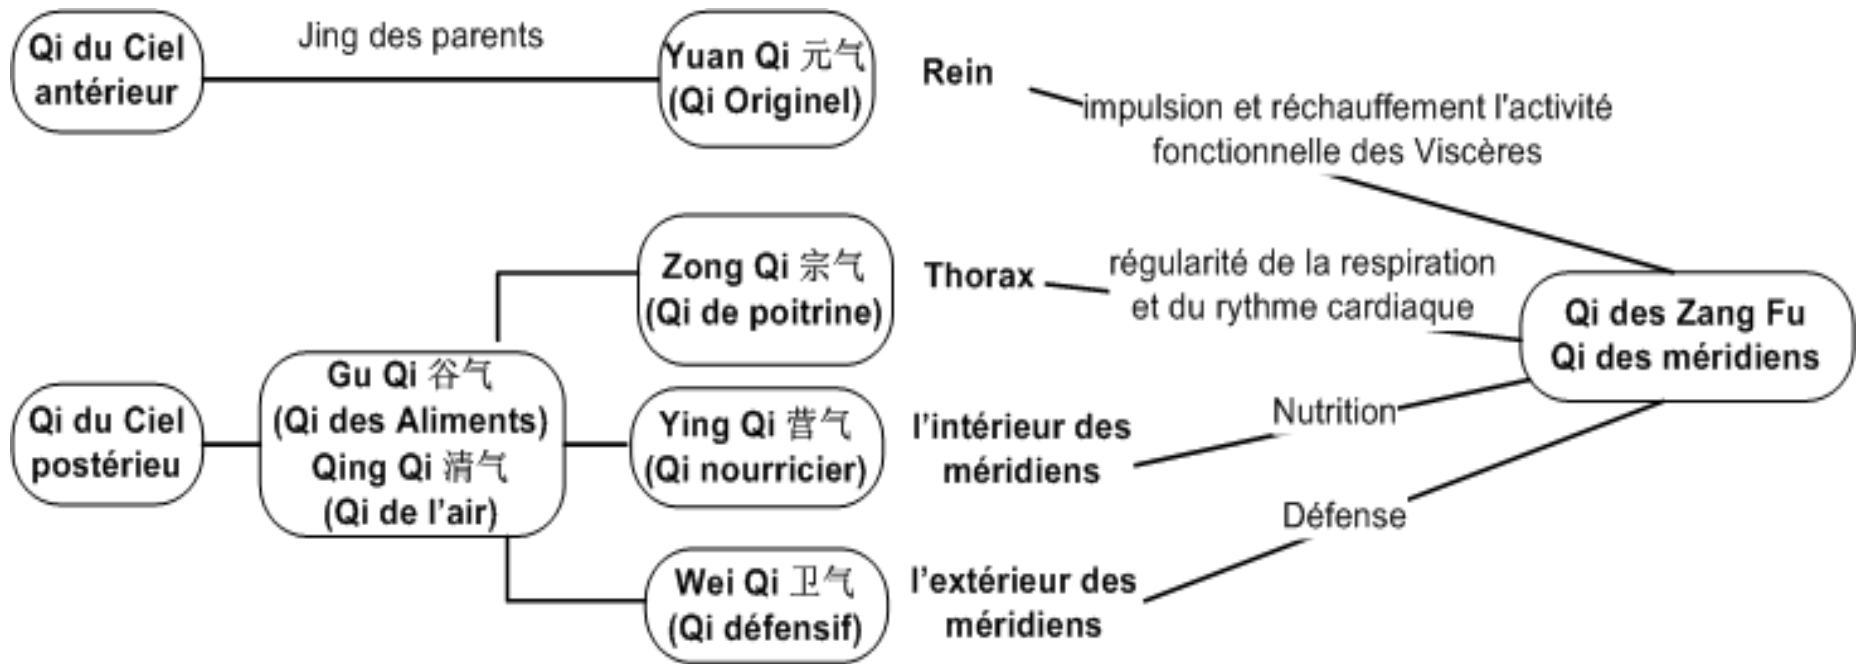 Qi du Ciel
antérieur
Jing des parents
Yuan Qi 元气
(Qi Originel)
Rein
impulsion et réchauffement l'activité
fonctionnelle des Viscères
Zong Qi 宗气
(Qi de poitrine)
Thorax
régularité de la respiration
et du rythme cardiaque
Qi des Zang Fu
Qi des méridiens
Qi du Ciel
postérieu
Gu Qi 谷气
(Qi des Aliments)
Qing Qi 清气
(Qi de l’air)
Ying Qi 营气
(Qi nourricier)
l’intérieur des
méridiens
Nutrition
Défense
Wei Qi 卫气
(Qi défensif)
l’extérieur des
méridiens